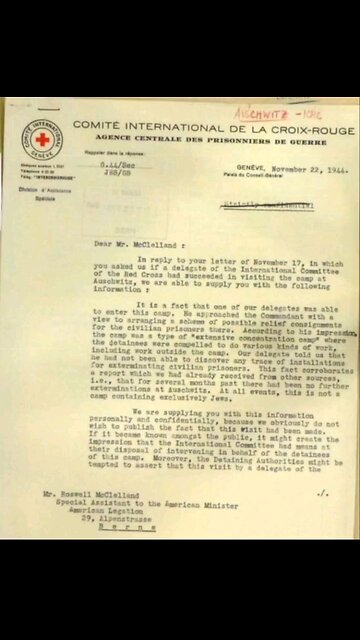 AUSCHWITZ - ICRC
COMITÉ INTERNATIONAL DE LA CROIX-ROUGE
AGENCE CENTRALE DES PRISONNIERS DE GUERRE
COMITÉ INTERNATIONAL
GENÈVE
Rappeler dans la réponse:
G.44/Sec
GENÈVE, November 22, 1944.
Palais du Conseil-Général
Division d'Assistance
Spéciale
Strictly confidential
Dear Mr. McClelland :
In reply to your letter of November 17, in which
you asked us if a delegate of the International Committee
of the Red Cross had succeeded in visiting the camp at
Auschwitz, we are able to supply you with the following
information :
It is a fact that one of our delegates was able
to enter this camp. He approached the Commandant with a
view to arranging a scheme of possible relief consignments
for the civilian prisoners there. According to his impression,
the camp was a type of "extensive concentration camp" where
the detainees were compelled to do various kinds of work,
including work outside the camp. Our delegate told us that
he had not been able to discover any trace of installations
for exterminating civilian prisoners. This fact corroborates
a report which we had already received from other sources,
i.e., that for several months past there had been no further
exterminations at Auschwitz. At all events, this is not a
camp containing exclusively Jews.
We are supplying you with this information
personally and confidentially, because we obviously do not
wish to publish the fact that this visit had been made.
If it became known amongst the public, it might create the
impression that the International Committee had means at
their disposal of intervening in behalf of the detainees
of this camp. Moreover, the Detaining Authorities might be
tempted to assert that this visit by a delegate of the
./.
Mr. Roswell McClelland
Special Assistant to the American Minister
American Legation
29, Alpenstrasse
Berne